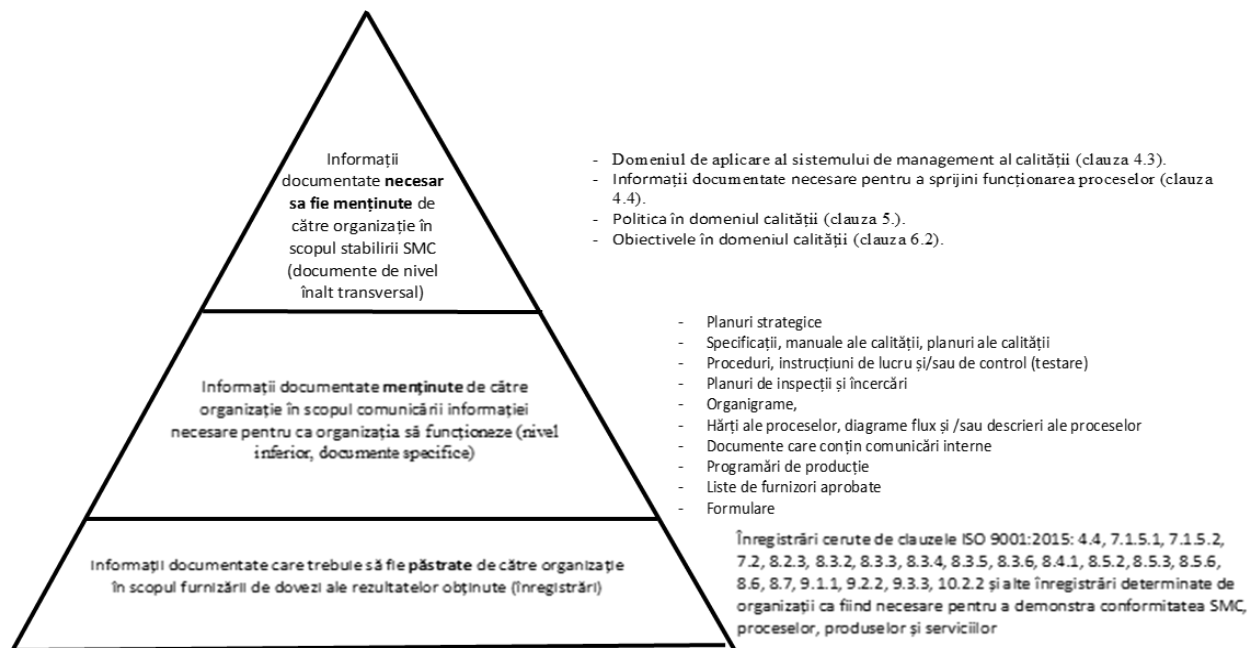 Informații
documentate necesar
sa fie menținute de
către organizație în
scopul stabilirii SMC
(documente de nivel
înalt transversal)
- Domeniul de aplicare al sistemului de management al calității (clauza 4.3).
- Informații documentate necesare pentru a sprijini funcționarea proceselor (clauza
4.4).
- Politica în domeniul calității (clauza 5.).
- Obiectivele în domeniul calității (clauza 6.2).
Informații documentate menținute de către
organizație în scopul comunicării informației
necesare pentru ca organizația să funcționeze (nivel
inferior, documente specifice)
- Planuri strategice
- Specificații, manuale ale calității, planuri ale calității
- Proceduri, instrucțiuni de lucru și/sau de control (testare)
- Planuri de inspecții și încercări
- Organigrame,
- Hărți ale proceselor, diagrame flux și /sau descrieri ale proceselor
- Documente care conțin comunicări interne
- Programări de producție
- Liste de furnizori aprobate
- Formulare
Informații documentate care trebuie să fie păstrate de către organizație
în scopul furnizării de dovezi ale rezultatelor obținute (înregistrări)
Înregistrări cerute de clauzele ISO 9001:2015: 4.4, 7.1.5.1, 7.1.5.2,
7.2, 8.2.3, 8.3.2, 8.3.3, 8.3.4, 8.3.5, 8.3.6, 8.4.1, 8.5.2, 8.5.3, 8.5.6,
8.6, 8.7, 9.1.1, 9.2.2, 9.3.3, 10.2.2 și alte înregistrări determinate de
organizații ca fiind necesare pentru a demonstra conformitatea SMC,
proceselor, produselor și serviciilor